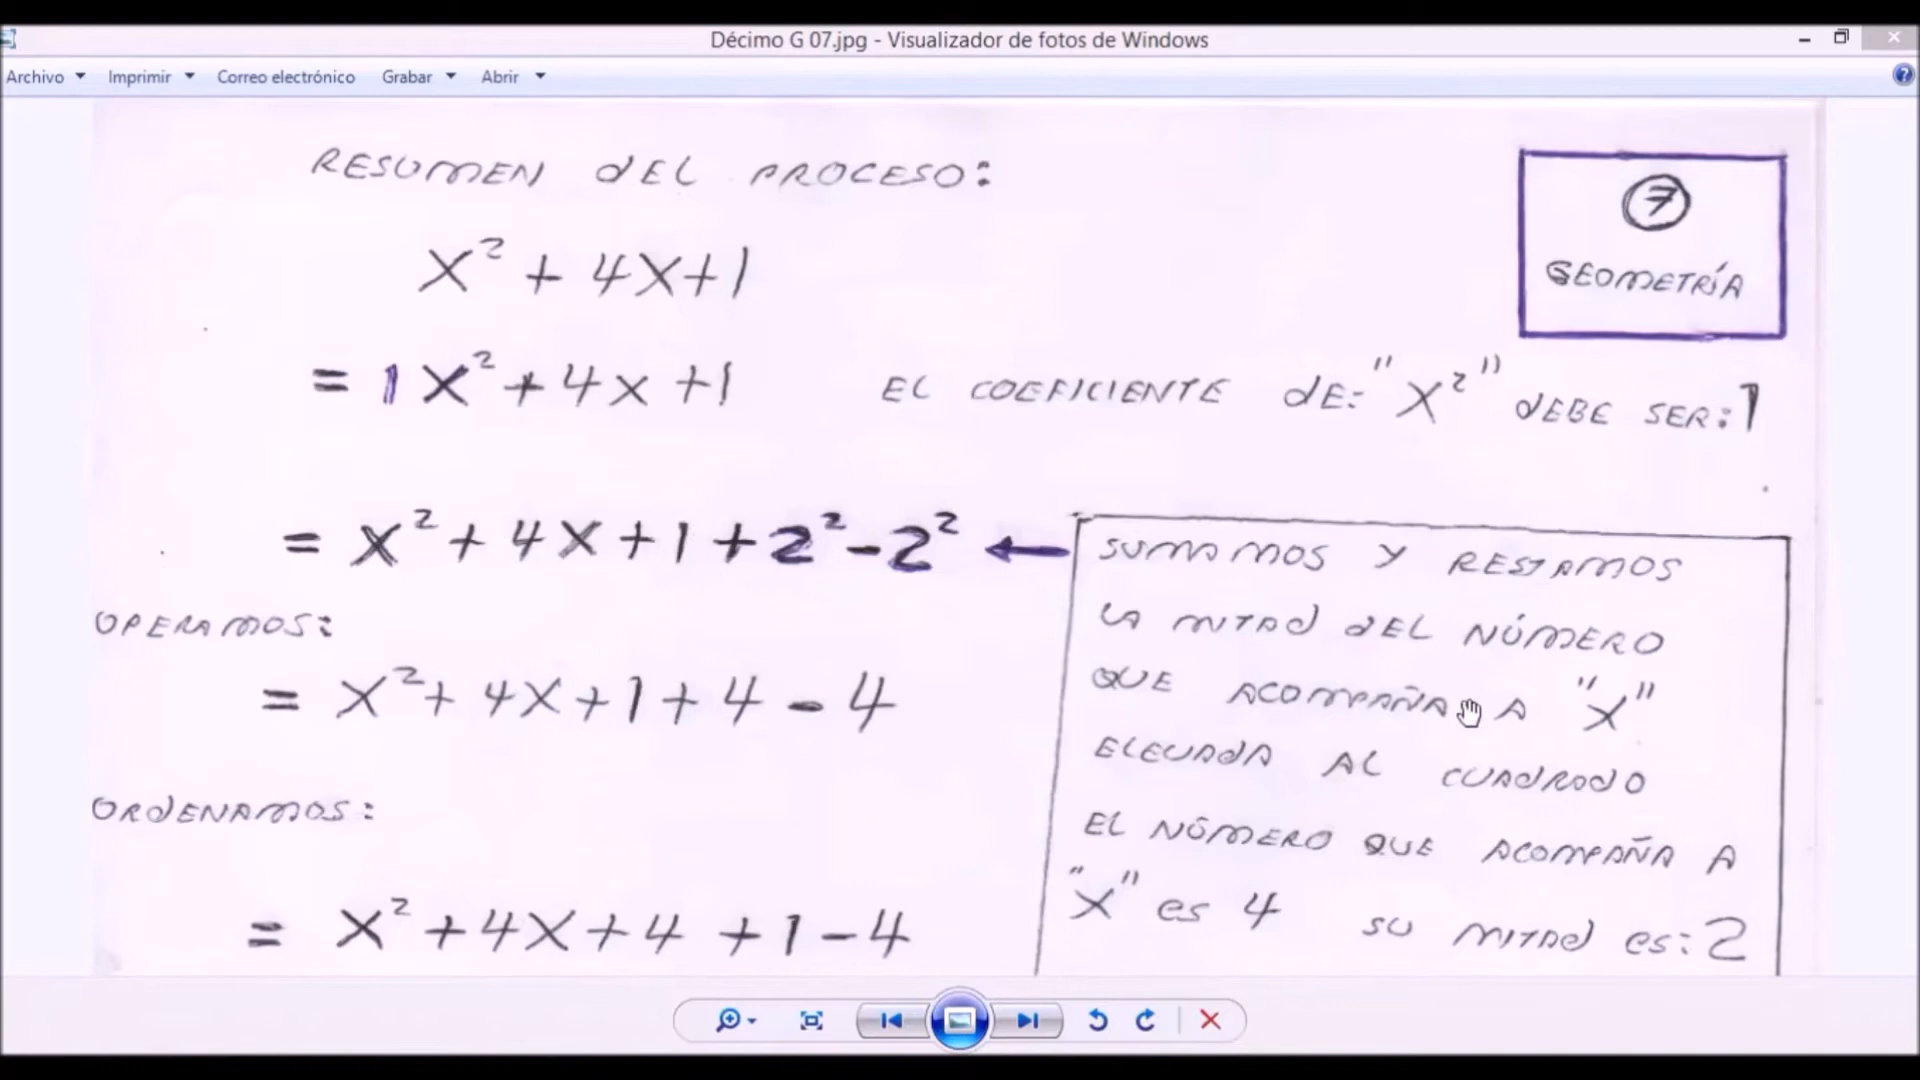 Décimo G 07.jpg - Visualizador de fotos de Windows
Archivo Imprimir Correo electrónico Grabar Abrir
RESUMEN DEL PROCESO:
7
GEOMETRÍA
x² + 4x+1
= 1x² + 4x +1 EL COEFICIENTE DE: "x²" DEBE SER: 1
= x² + 4x + 1 + 2² - 2²
SUMAMOS Y RESTAMOS
LA MITAD DEL NÚMERO
QUE ACOMPAÑA A "X"
ELEVADA AL CUADRADO
EL NÚMERO QUE ACOMPAÑA A
"X" es 4 SU MITAD es: 2
OPERAMOS:
= x² + 4x + 1 + 4 - 4
ORDENAMOS:
= x² + 4x + 4 + 1 - 4